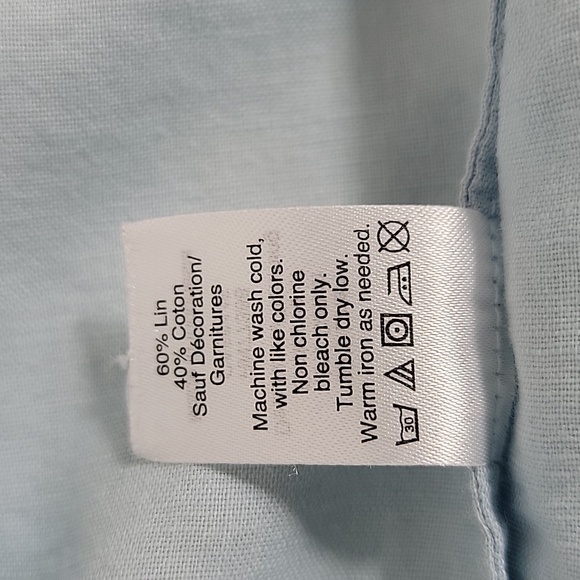 60% Lin
40% Coton
Sauf Décoration/
Garnitures
Machine wash cold,
with like colors.
Non chlorine
bleach only.
Tumble dry low.
Warm iron as needed.
30